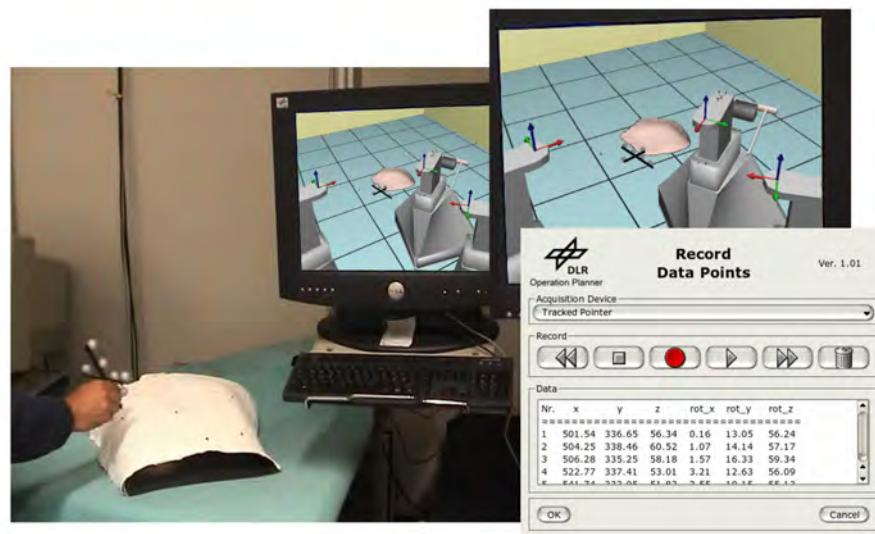 DLR
Operation Planner
Record
Data Points
Ver. 1.01
Acquisition Device
Tracked Pointer
Record
Data
Nr. x y z rot_x rot_y rot_z
==========================================
1 501.54 336.65 56.34 0.16 13.05 56.24
2 504.25 338.46 60.52 1.07 14.14 57.17
3 506.28 335.25 58.18 1.57 16.33 59.34
4 522.77 337.41 53.01 3.21 12.63 56.09
OK
Cancel